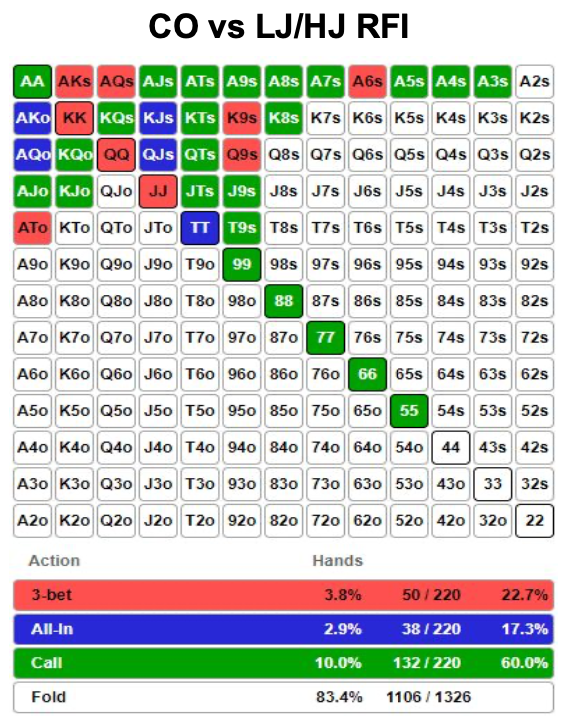 CO vs LJ/HJ RFI
AA AKs AQs AJs ATs A9s A8s A7s A6s A5s A4s A3s A2s
AKo KK KQs KJs KTs K9s K8s K7s K6s K5s K4s K3s K2s
AQo KQo QQ QJs QTs Q9s Q8s Q7s Q6s Q5s Q4s Q3s Q2s
AJo KJo QJo JJ JTs J9s J8s J7s J6s J5s J4s J3s J2s
ATo KTo QTo JTo TT T9s T8s T7s T6s T5s T4s T3s T2s
A9o K9o Q9o J9o T9o 99 98s 97s 96s 95s 94s 93s 92s
A8o K8o Q8o J8o T8o 98o 88 87s 86s 85s 84s 83s 82s
A7o K7o Q7o J7o T7o 97o 87o 77 76s 75s 74s 73s 72s
A6o K6o Q6o J6o T6o 96o 86o 76o 66 65s 64s 63s 62s
A5o K5o Q5o J5o T5o 95o 85o 75o 65o 55 54s 53s 52s
A4o K4o Q4o J4o T4o 94o 84o 74o 64o 54o 44 43s 42s
A3o K3o Q3o J3o T3o 93o 83o 73o 63o 53o 43o 33 32s
A2o K2o Q2o J2o T2o 92o 82o 72o 62o 52o 42o 32o 22
Action Hands
3-bet 3.8% 50 / 220 22.7%
All-In 2.9% 38 / 220 17.3%
Call 10.0% 132 / 220 60.0%
Fold 83.4% 1106 / 1326